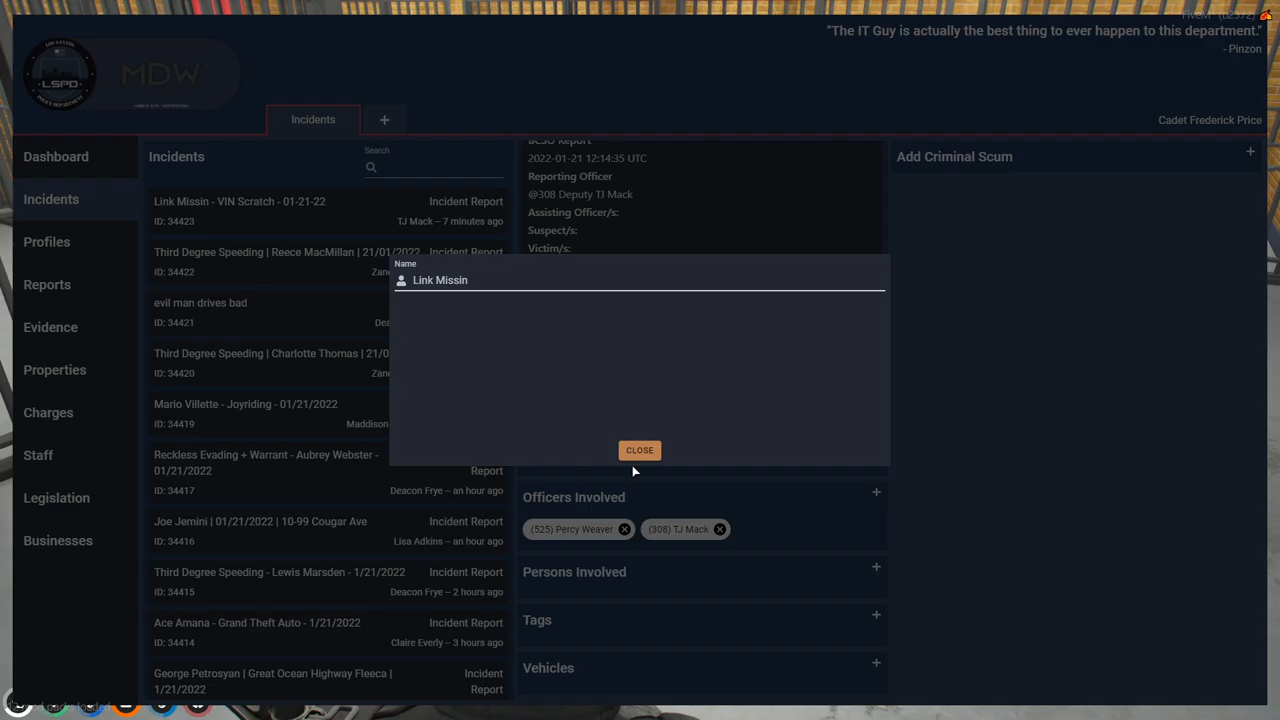 FiveM
"The IT Guy is actually the best thing to ever happen to this department."
- Pinzon
LSPD
MDW
Incidents
+
Cadet Frederick Price
Dashboard
Incidents
Profiles
Reports
Evidence
Properties
Charges
Staff
Legislation
Businesses
Incidents
Search
Link Missin - VIN Scratch - 01-21-22 Incident Report
ID: 34423 TJ Mack – 7 minutes ago
Third Degree Speeding | Reece MacMillan | 21/01/2022 Incident Report
ID: 34422 Zane
evil man drives bad
ID: 34421 Dea
Third Degree Speeding | Charlotte Thomas | 21/0
ID: 34420 Zane
Mario Villette - Joyriding - 01/21/2022
ID: 34419 Maddison
Reckless Evading + Warrant - Aubrey Webster -
01/21/2022 Report
ID: 34417 Deacon Frye – an hour ago
Joe Jemini | 01/21/2022 | 10-99 Cougar Ave Incident Report
ID: 34416 Lisa Adkins – an hour ago
Third Degree Speeding - Lewis Marsden - 1/21/2022 Incident Report
ID: 34415 Deacon Frye – 2 hours ago
Ace Amana - Grand Theft Auto - 1/21/2022 Incident Report
ID: 34414 Claire Everly – 3 hours ago
George Petrosyan | Great Ocean Highway Fleeca | Incident
1/21/2022 Report
BCSO Report
2022-01-21 12:14:35 UTC
Reporting Officer
@308 Deputy TJ Mack
Assisting Officer/s:
Suspect/s:
Victim/s:
Name
Link Missin
CLOSE
Officers Involved +
(525) Percy Weaver (308) TJ Mack
Persons Involved +
Tags +
Vehicles +
Add Criminal Scum +
packs loaded